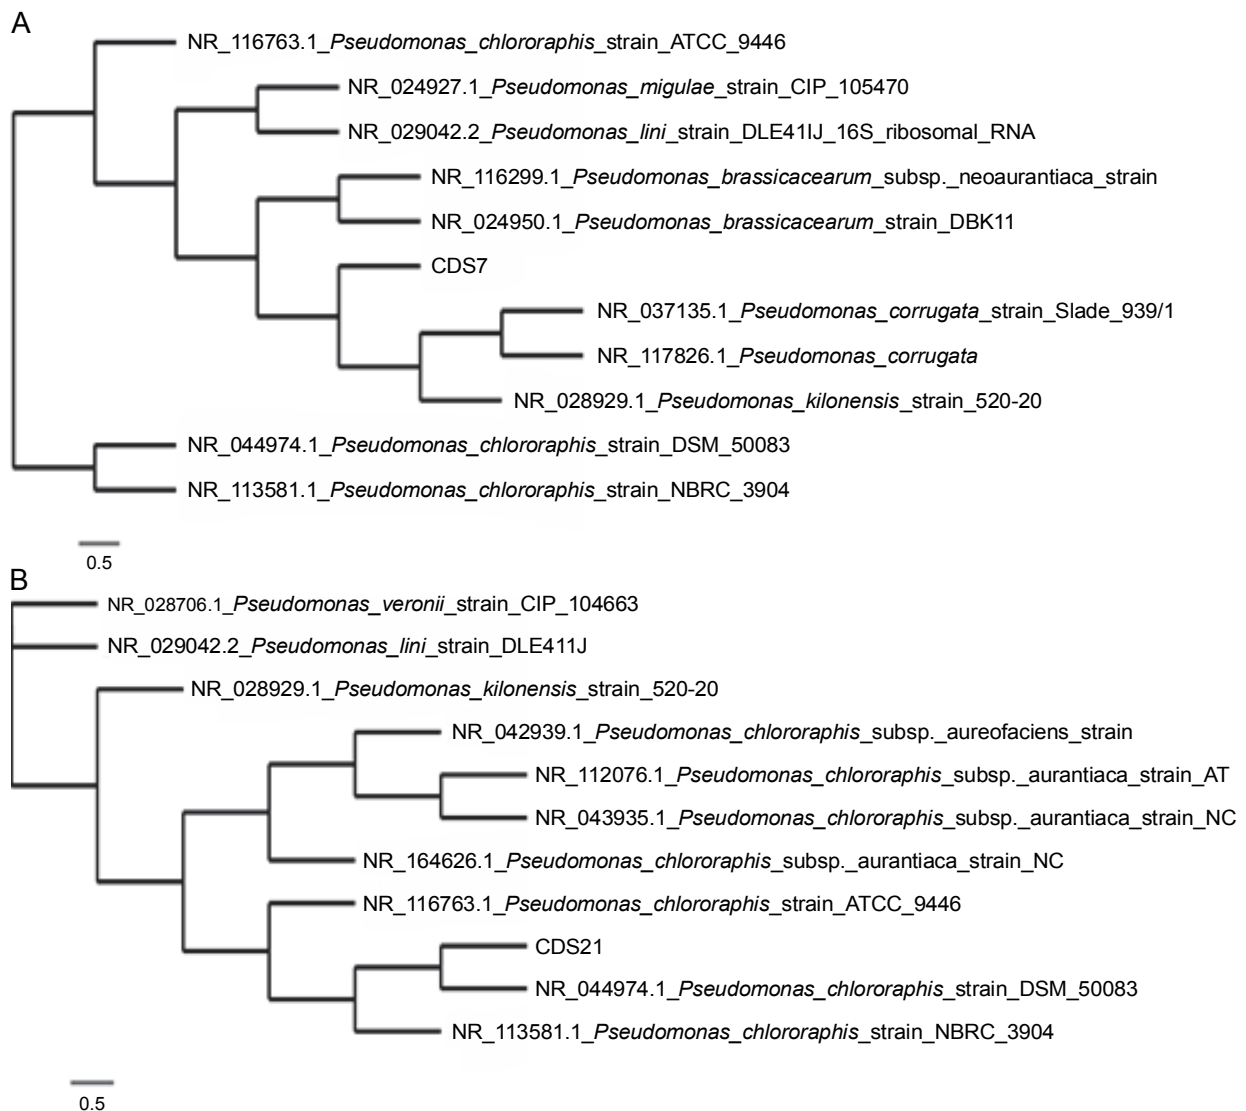 A
NR_116763.1_Pseudomonas_chlororaphis_strain_ATCC_9446
NR_024927.1_Pseudomonas_migulae_strain_CIP_105470
NR_029042.2_Pseudomonas_lini_strain_DLE41IJ_16S_ribosomal_RNA
NR_116299.1_Pseudomonas_brassicacearum_subsp._neoaurantiaca_strain
NR_024950.1_Pseudomonas_brassicacearum_strain_DBK11
CDS7
NR_037135.1_Pseudomonas_corrugata_strain_Slade_939/1
NR_117826.1_Pseudomonas_corrugata
NR_028929.1_Pseudomonas_kilonensis_strain_520-20
NR_044974.1_Pseudomonas_chlororaphis_strain_DSM_50083
NR_113581.1_Pseudomonas_chlororaphis_strain_NBRC_3904
0.5
B
NR_028706.1_Pseudomonas_veronii_strain_CIP_104663
NR_029042.2_Pseudomonas_lini_strain_DLE411J
NR_028929.1_Pseudomonas_kilonensis_strain_520-20
NR_042939.1_Pseudomonas_chlororaphis_subsp._aureofaciens_strain
NR_112076.1_Pseudomonas_chlororaphis_subsp._aurantiaca_strain_AT
NR_043935.1_Pseudomonas_chlororaphis_subsp._aurantiaca_strain_NC
NR_164626.1_Pseudomonas_chlororaphis_subsp._aurantiaca_strain_NC
NR_116763.1_Pseudomonas_chlororaphis_strain_ATCC_9446
CDS21
NR_044974.1_Pseudomonas_chlororaphis_strain_DSM_50083
NR_113581.1_Pseudomonas_chlororaphis_strain_NBRC_3904
0.5